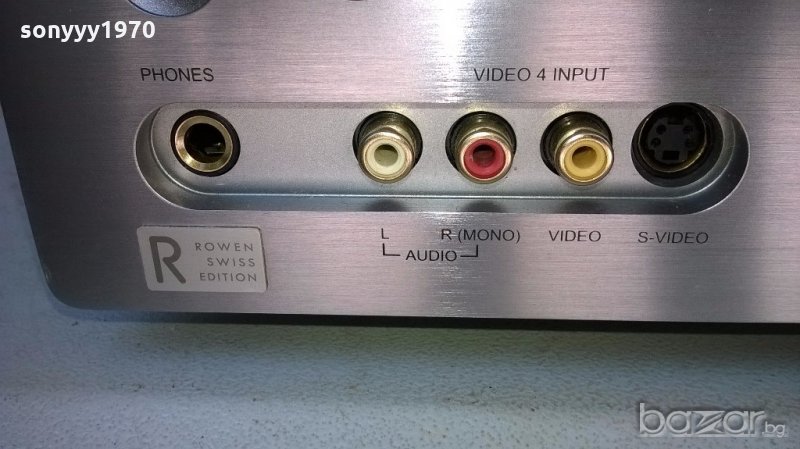 sonyyy1970
PHONES
VIDEO 4 INPUT
L
R (MONO)
VIDEO
S-VIDEO
AUDIO
R
ROWEN
SWISS
EDITION
bazar.bg